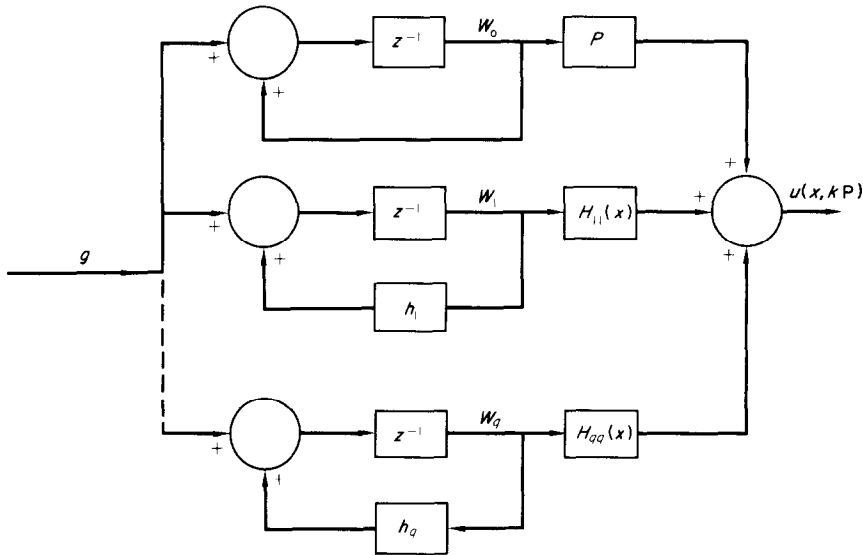 W₀
z⁻¹
P
+
+
+
W₁
u(x, kP)
z⁻¹
H₁₁(x)
+
+
+
+
g
h₁
W_q
z⁻¹
H_qq(x)
+
+
h_q